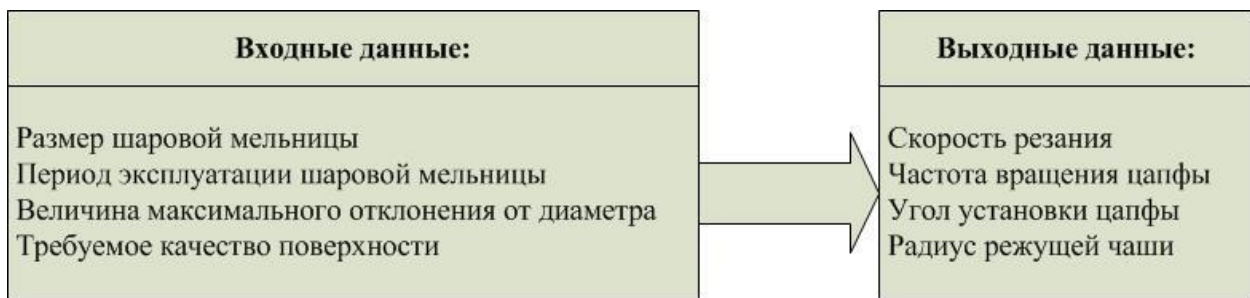 Входные данные:
Размер шаровой мельницы
Период эксплуатации шаровой мельницы
Величина максимального отклонения от диаметра
Требуемое качество поверхности
Выходные данные:
Скорость резания
Частота вращения цапфы
Угол установки цапфы
Радиус режущей чаши